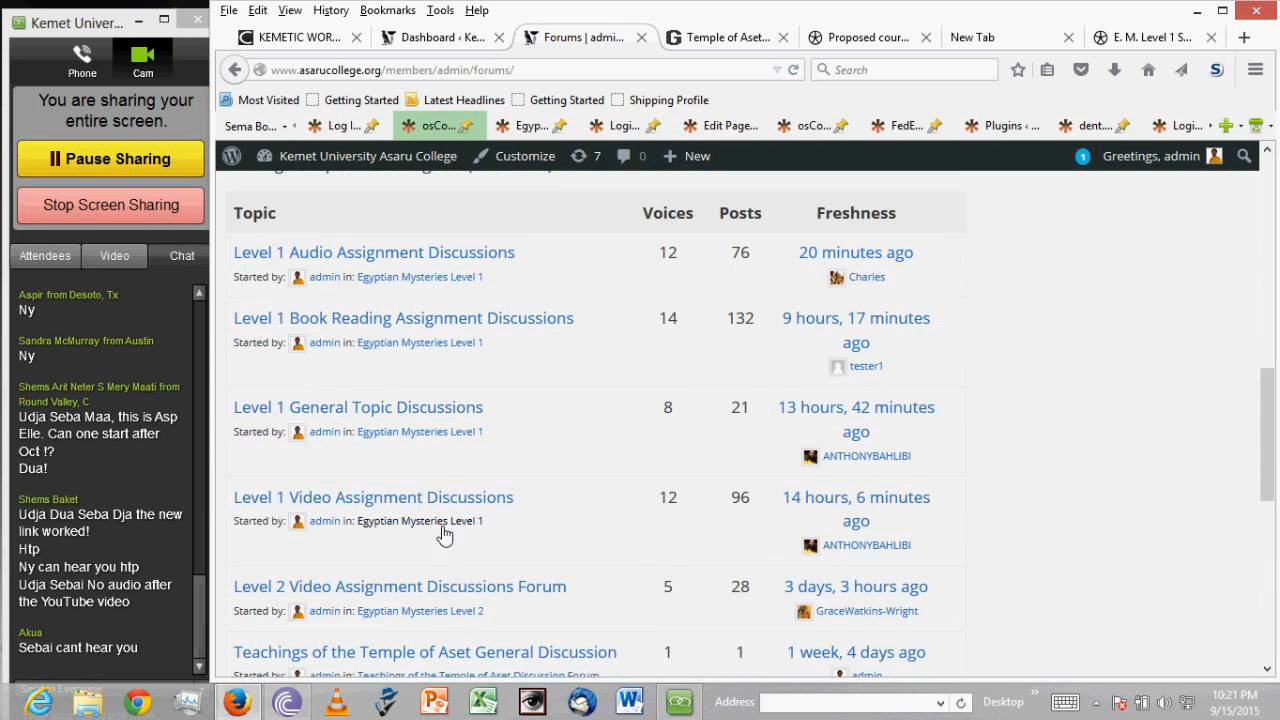 Kemet Univer...
Phone
Cam
You are sharing your
entire screen.
Pause Sharing
Stop Screen Sharing
Attendees
Video
Chat
Aspir from Desoto, Tx
Ny
Sandra McMurray from Austin
Ny
Shems Arit Neter S Mery Maati from
Round Valley, C
Udja Seba Maa, this is Asp
Elle. Can one start after
Oct !?
Dua!
Shems Baket
Udja Dua Seba Dja the new
link worked!
Htp
Ny can hear you htp
Udja Sebai No audio after
the YouTube video
Akua
Sebai cant hear you
File Edit View History Bookmarks Tools Help
KEMETIC WOR...
Dashboard ‹ Ke...
Forums | admi...
Temple of Aset...
Proposed cour...
New Tab
E. M. Level 1 S...
www.asarucollege.org/members/admin/forums/
Search
Most Visited
Getting Started
Latest Headlines
Getting Started
Shipping Profile
Sema Bo...
Log I...
osCo...
Egyp...
Logi...
Edit Page...
osCo...
FedE...
Plugins ‹...
dent...
Logi...
Kemet University Asaru College
Customize
7
0
New
1
Greetings, admin
Topic Voices Posts Freshness
Level 1 Audio Assignment Discussions 12 76 20 minutes ago
Started by: admin in: Egyptian Mysteries Level 1 Charles
Level 1 Book Reading Assignment Discussions 14 132 9 hours, 17 minutes
ago
Started by: admin in: Egyptian Mysteries Level 1
tester1
Level 1 General Topic Discussions 8 21 13 hours, 42 minutes
ago
Started by: admin in: Egyptian Mysteries Level 1
ANTHONYBAHLIBI
Level 1 Video Assignment Discussions 12 96 14 hours, 6 minutes
ago
Started by: admin in: Egyptian Mysteries Level 1
ANTHONYBAHLIBI
Level 2 Video Assignment Discussions Forum 5 28 3 days, 3 hours ago
Started by: admin in: Egyptian Mysteries Level 2 GraceWatkins-Wright
Teachings of the Temple of Aset General Discussion 1 1 1 week, 4 days ago
Started by: admin in: Teachings of the Temple of Aset Discussion Forum admin
Address
Desktop
10:21 PM
9/15/2015